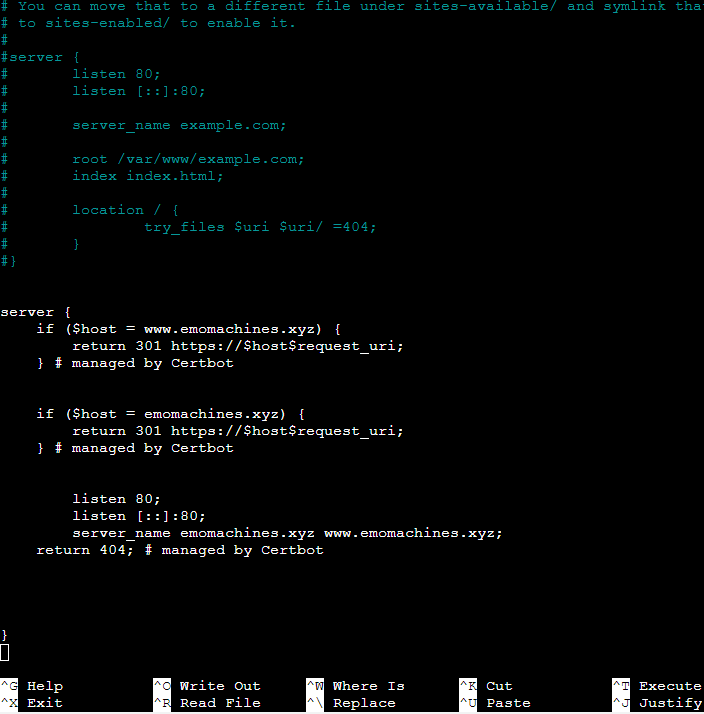 # You can move that to a different file under sites-available/ and symlink that
# to sites-enabled/ to enable it.
#
#server {
#       listen 80;
#       listen [::]:80;
#
#       server_name example.com;
#
#       root /var/www/example.com;
#       index index.html;
#
#       location / {
#               try_files $uri $uri/ =404;
#       }
#}
server {
    if ($host = www.emomachines.xyz) {
        return 301 https://$host$request_uri;
    } # managed by Certbot
    if ($host = emomachines.xyz) {
        return 301 https://$host$request_uri;
    } # managed by Certbot
        listen 80;
        listen [::]:80;
        server_name emomachines.xyz www.emomachines.xyz;
    return 404; # managed by Certbot
}
^G Help ^O Write Out ^W Where Is ^K Cut ^T Execute
^X Exit ^R Read File ^\ Replace ^U Paste ^J Justify